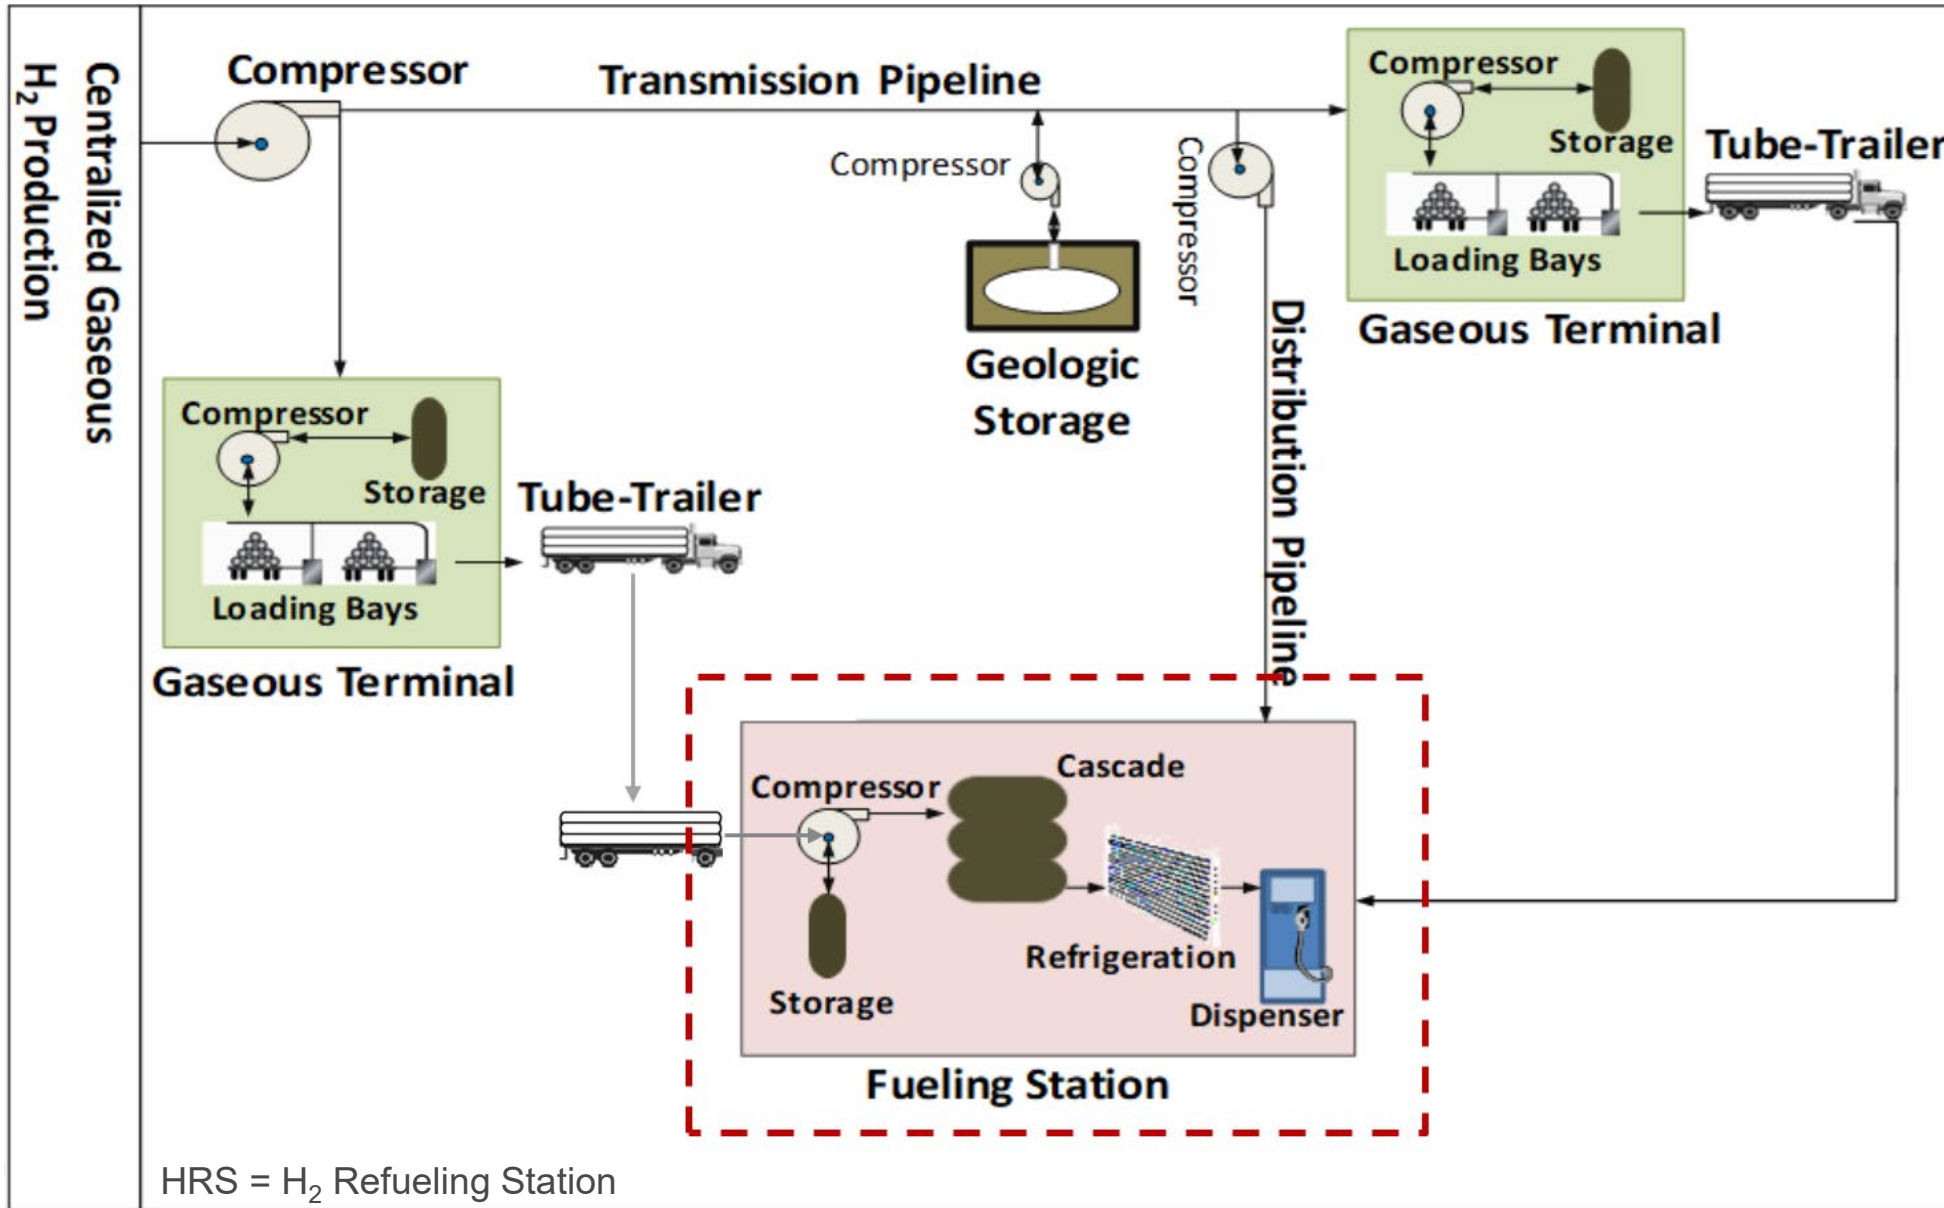 Centralized Gaseous
H₂ Production
Compressor
Transmission Pipeline
Compressor
Storage
Loading Bays
Gaseous Terminal
Tube-Trailer
Compressor
Compressor
Geologic
Storage
Distribution Pipeline
Compressor
Storage
Loading Bays
Gaseous Terminal
Tube-Trailer
Compressor
Cascade
Storage
Refrigeration
Dispenser
Fueling Station
HRS = H₂ Refueling Station